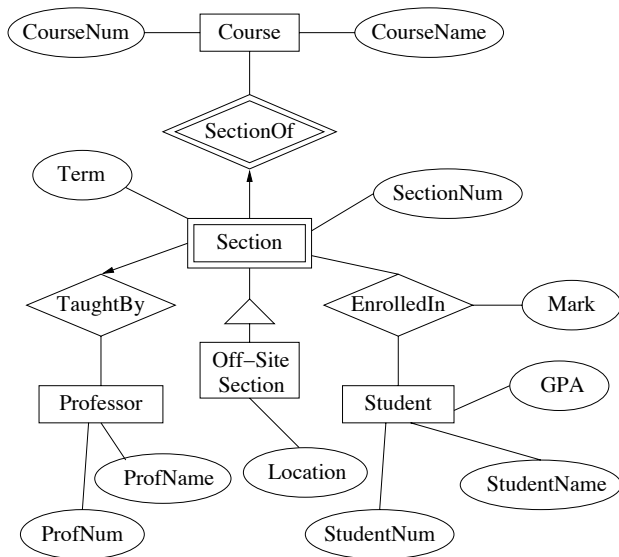 CourseNum
Course
CourseName
SectionOf
Term
SectionNum
Section
TaughtBy
EnrolledIn
Mark
Off-Site
Section
Professor
Student
GPA
ProfName
Location
StudentName
ProfNum
StudentNum